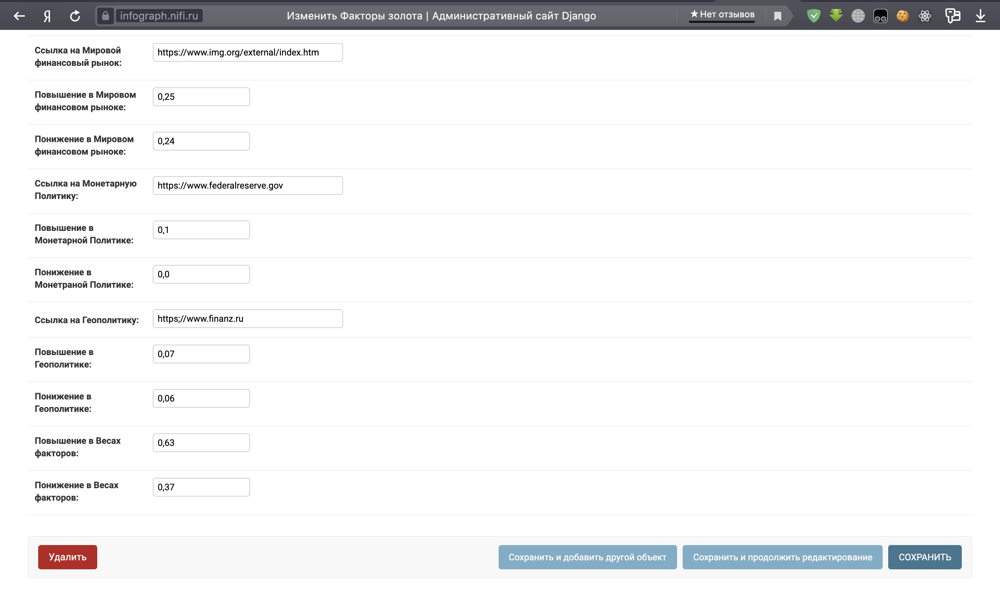 Я infograph.nifi.ru Изменить Факторы золота | Административный сайт Django ★ Нет отзывов
Ссылка на Мировой
финансовый рынок:
https://www.img.org/external/index.htm
Повышение в Мировом
финансовом рыноке:
0,25
Понижение в Мировом
финансовом рыноке:
0,24
Ссылка на Монетарную
Политику:
https://www.federalreserve.gov
Повышение в
Монетарной Политике:
0,1
Понижение в
Монетраной Политике:
0,0
Ссылка на Геополитику:
https;//www.finanz.ru
Повышение в
Геополитике:
0,07
Понижение в
Геополитике:
0,06
Повышение в Весах
факторов:
0,63
Понижение в Весах
факторов:
0,37
Удалить
Сохранить и добавить другой объект
Сохранить и продолжить редактирование
СОХРАНИТЬ